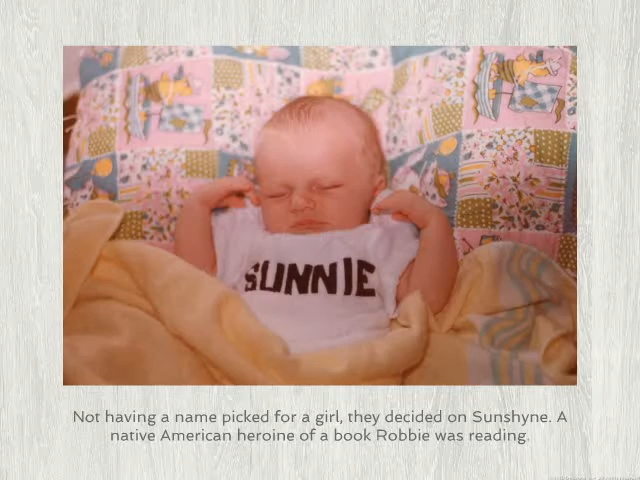 SUNNIE
Not having a name picked for a girl, they decided on Sunshyne. A
native American heroine of a book Robbie was reading.